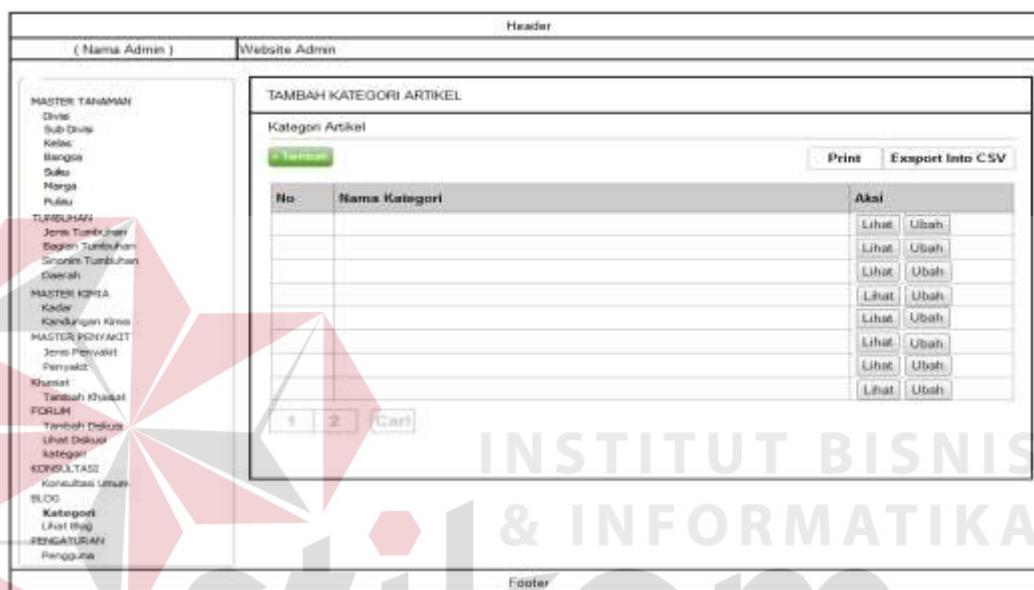 Header
( Nama Admin )
Website Admin
MASTER TANAMAN
Divisi
Sub Divisi
Kelas
Bangsa
Suku
Marga
Pulau
TUMBUHAN
Jenis Tumbuhan
Bagian Tumbuhan
Sinonim Tumbuhan
Daerah
MASTER KIMIA
Kadar
Kandungan Kimia
MASTER PENYAKIT
Jenis Penyakit
Penyakit
Khasiat
Tambah Khasiat
FORUM
Tambah Diskusi
Lihat Diskusi
kategori
KONSULTASI
Konsultasi Umum
BLOG
Kategori
Lihat Blog
PENGATURAN
Pengguna
TAMBAH KATEGORI ARTIKEL
Kategori Artikel
+ Tambah
Print
Exsport Into CSV
No Nama Kategori Aksi
Lihat Ubah
Lihat Ubah
Lihat Ubah
Lihat Ubah
Lihat Ubah
Lihat Ubah
Lihat Ubah
Lihat Ubah
1 2 Cari
INSTITUT BISNIS
& INFORMATIKA
stikom
Footer